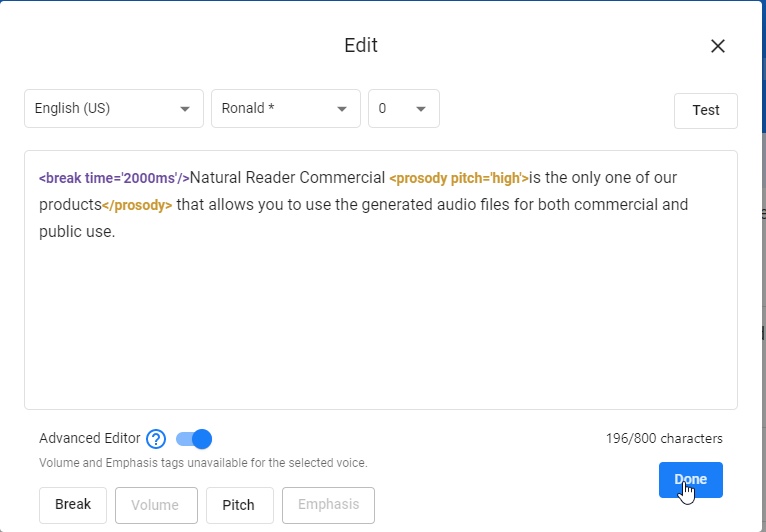 Edit
English (US)
Ronald *
0
Test
<break time='2000ms'/>Natural Reader Commercial <prosody pitch='high'>is the only one of our
products</prosody> that allows you to use the generated audio files for both commercial and
public use.
Advanced Editor ?
196/800 characters
Volume and Emphasis tags unavailable for the selected voice.
Done
Break
Volume
Pitch
Emphasis